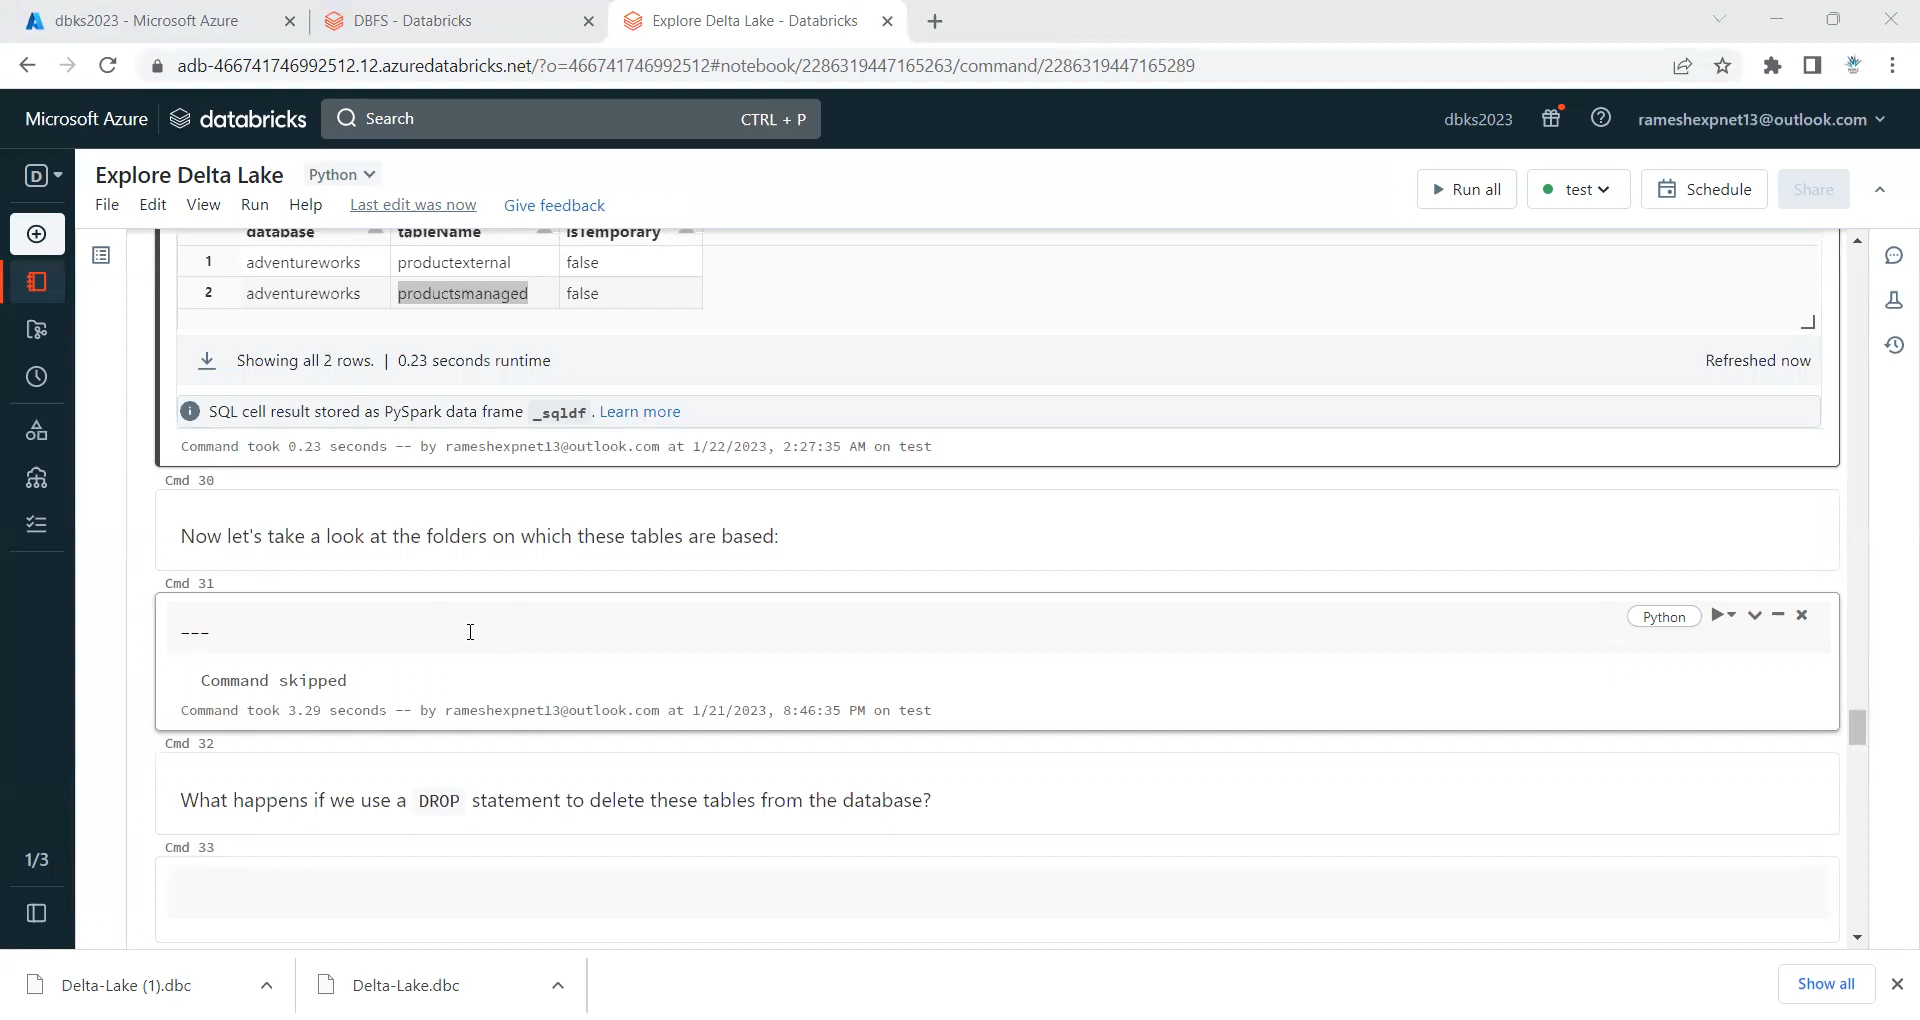 dbks2023 - Microsoft Azure
DBFS - Databricks
Explore Delta Lake - Databricks
adb-466741746992512.12.azuredatabricks.net/?o=466741746992512#notebook/2286319447165263/command/2286319447165289
Microsoft Azure
databricks
Search
CTRL + P
dbks2023
rameshexpnet13@outlook.com
D
Explore Delta Lake
Python
Run all
test
Schedule
Share
File
Edit
View
Run
Help
Last edit was now
Give feedback
database
tableName
isTemporary
1
adventureworks
productexternal
false
2
adventureworks
productsmanaged
false
Showing all 2 rows. | 0.23 seconds runtime
Refreshed now
SQL cell result stored as PySpark data frame _sqldf . Learn more
Command took 0.23 seconds -- by rameshexpnet13@outlook.com at 1/22/2023, 2:27:35 AM on test
Cmd 30
Now let's take a look at the folders on which these tables are based:
Cmd 31
Python
---
Command skipped
Command took 3.29 seconds -- by rameshexpnet13@outlook.com at 1/21/2023, 8:46:35 PM on test
Cmd 32
What happens if we use a DROP statement to delete these tables from the database?
Cmd 33
1/3
Delta-Lake (1).dbc
Delta-Lake.dbc
Show all